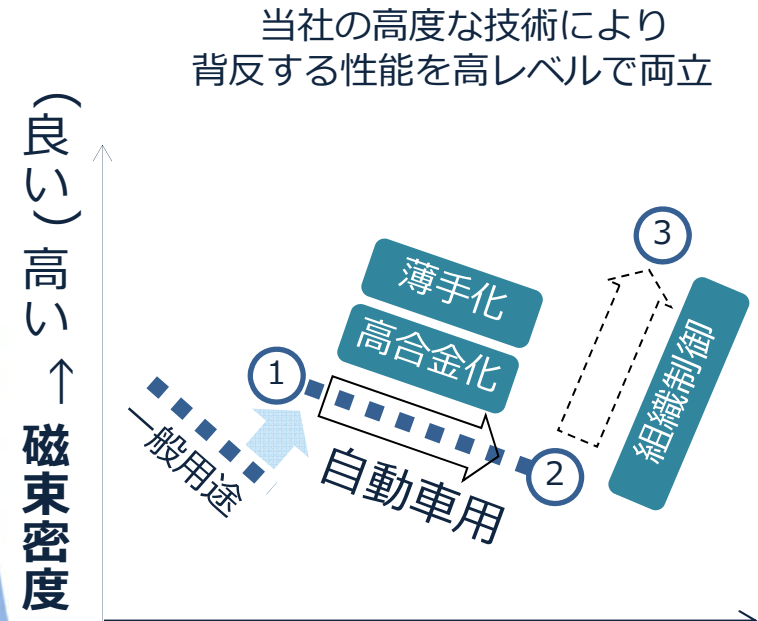 当社の高度な技術により
背反する性能を高レベルで両立
（良い）高い ← 磁束密度
3
薄手化
高合金化
組織制御
1
一般用途
自動車用
2